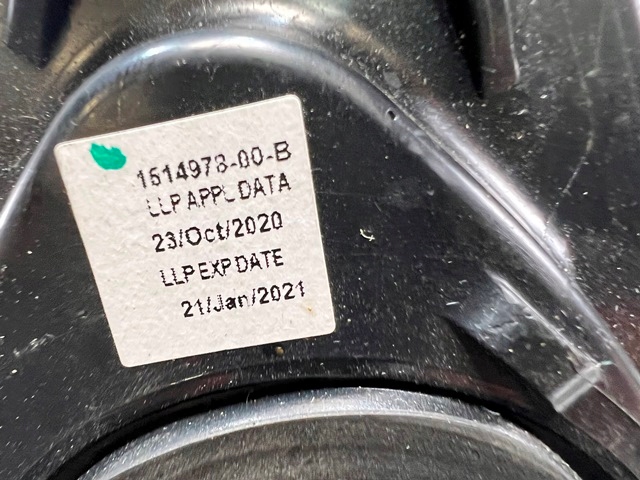 1514978-00-B
LLP APPL DATA
23/Oct/2020
LLP EXP DATE
21/Jan/2021